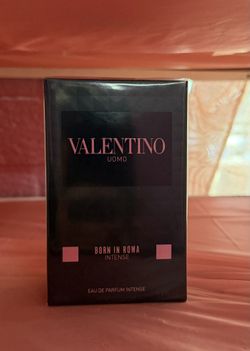 VALENTINO
UOMO
BORN IN ROMA
INTENSE
EAU DE PARFUM INTENSE